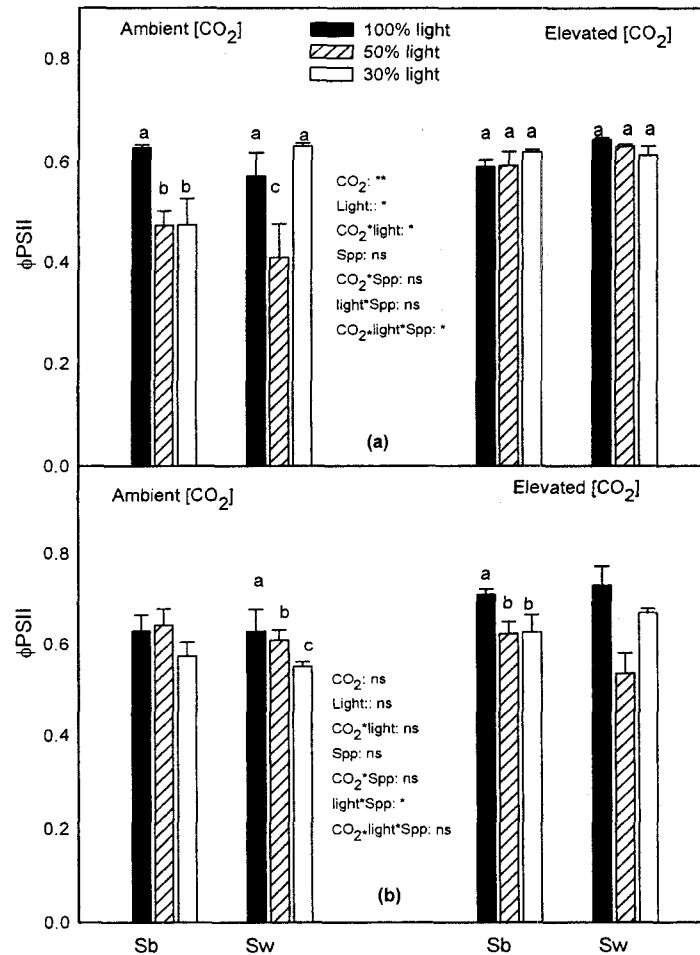 Ambient [CO2]
100% light
50% light
30% light
Elevated [CO2]
0.8
0.6
0.4
0.2
0.0
ϕPSII
a
b
b
a
c
a
a
a
a
a
a
a
CO2: **
Light:: *
CO2*light: *
Spp: ns
CO2*Spp: ns
light*Spp: ns
CO2*light*Spp: *
(a)
Ambient [CO2]
Elevated [CO2]
0.8
0.6
0.4
0.2
0.0
ϕPSII
a
b
c
a
b
b
CO2: ns
Light:: ns
CO2*light: ns
Spp: ns
CO2*Spp: ns
light*Spp: *
CO2*light*Spp: ns
(b)
Sb
Sw
Sb
Sw